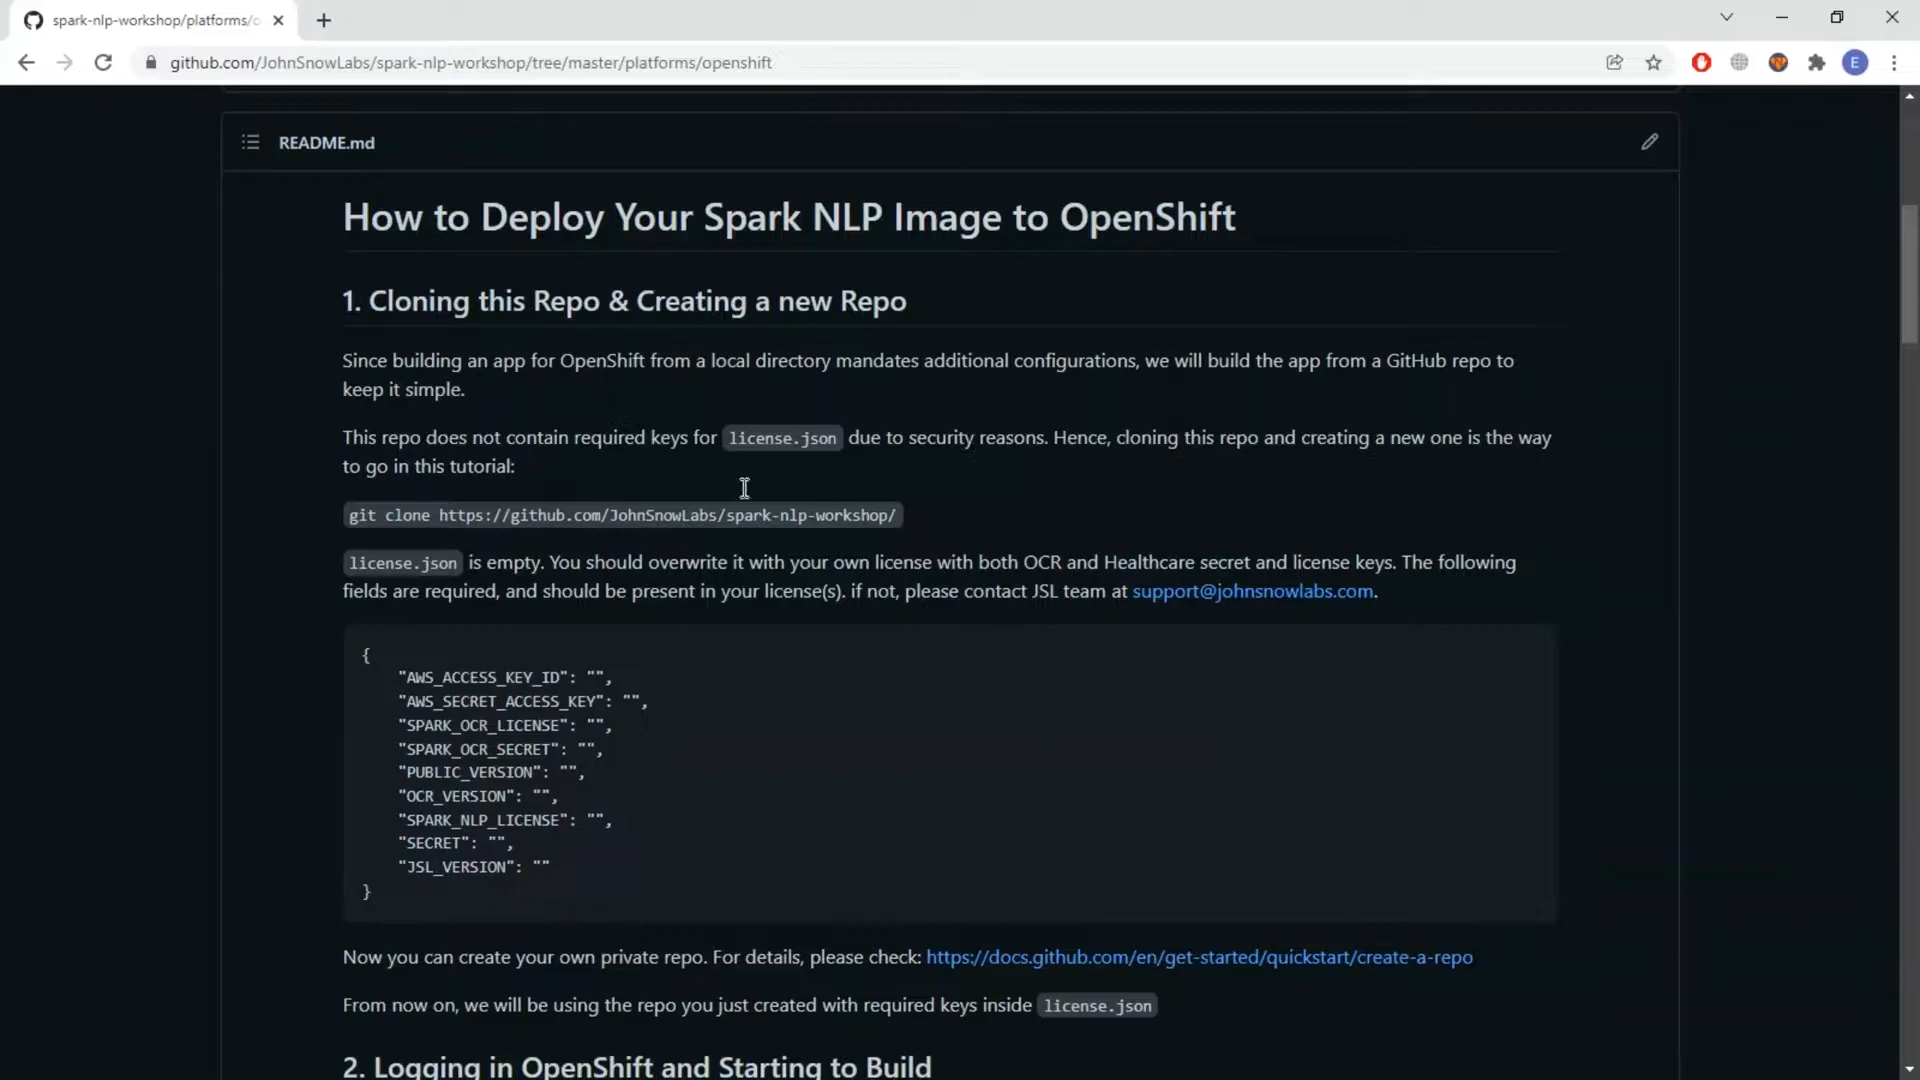 spark-nlp-workshop/platforms/o
github.com/JohnSnowLabs/spark-nlp-workshop/tree/master/platforms/openshift
E
README.md
How to Deploy Your Spark NLP Image to OpenShift
1. Cloning this Repo & Creating a new Repo
Since building an app for OpenShift from a local directory mandates additional configurations, we will build the app from a GitHub repo to
keep it simple.
This repo does not contain required keys for license.json due to security reasons. Hence, cloning this repo and creating a new one is the way
to go in this tutorial:
git clone https://github.com/JohnSnowLabs/spark-nlp-workshop/
license.json is empty. You should overwrite it with your own license with both OCR and Healthcare secret and license keys. The following
fields are required, and should be present in your license(s). if not, please contact JSL team at support@johnsnowlabs.com.
{
"AWS_ACCESS_KEY_ID": "",
"AWS_SECRET_ACCESS_KEY": "",
"SPARK_OCR_LICENSE": "",
"SPARK_OCR_SECRET": "",
"PUBLIC_VERSION": "",
"OCR_VERSION": "",
"SPARK_NLP_LICENSE": "",
"SECRET": "",
"JSL_VERSION": ""
}
Now you can create your own private repo. For details, please check: https://docs.github.com/en/get-started/quickstart/create-a-repo
From now on, we will be using the repo you just created with required keys inside license.json
2. Logging in OpenShift and Starting to Build